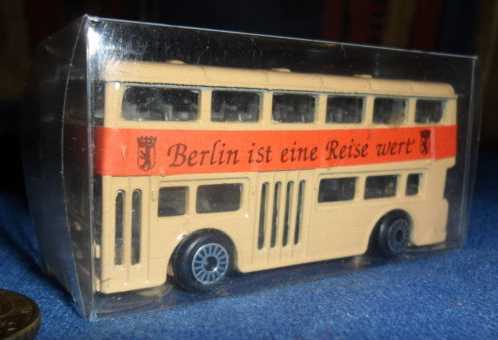 Berlin ist eine Reise wert